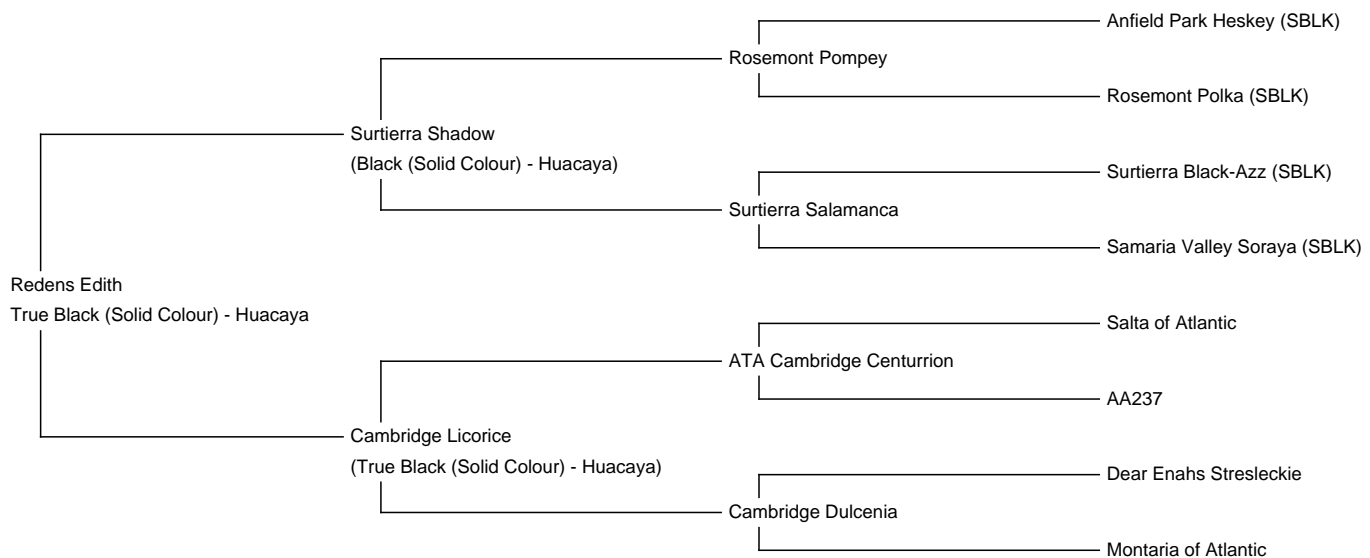 Anfield Park Heskey (SBLK)
Rosemont Pompey
Rosemont Polka (SBLK)
Surtierra Shadow
(Black (Solid Colour) - Huacaya)
Surtierra Black-Azz (SBLK)
Surtierra Salamanca
Samaria Valley Soraya (SBLK)
Redens Edith
True Black (Solid Colour) - Huacaya
Salta of Atlantic
ATA Cambridge Centurrion
AA237
Cambridge Licorice
(True Black (Solid Colour) - Huacaya)
Dear Enahs Stresleckie
Cambridge Dulcenia
Montaria of Atlantic